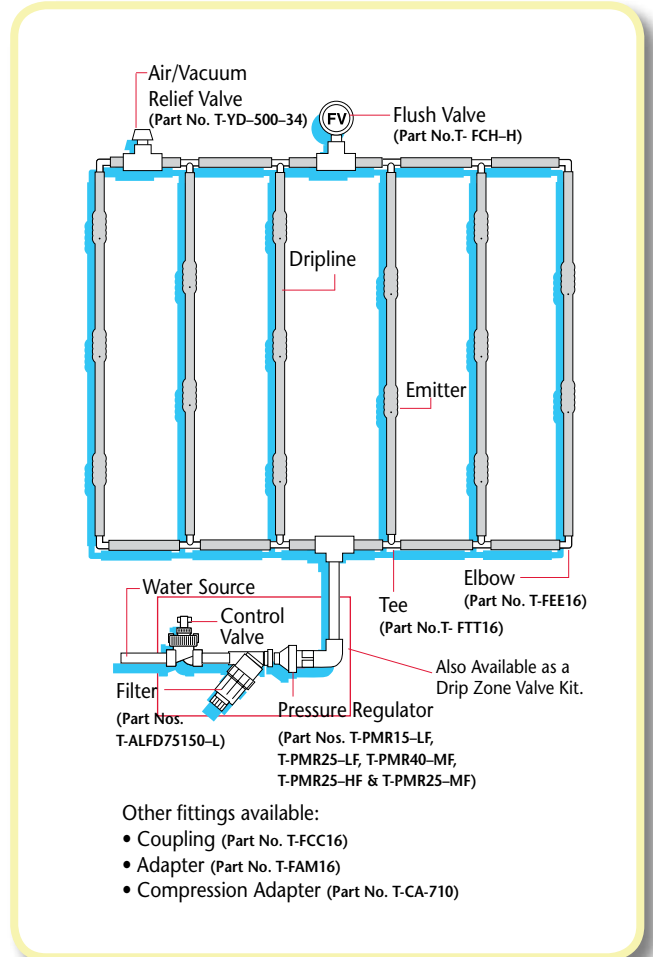 Air/Vacuum
Relief Valve
(Part No. T-YD–500–34)
FV
Flush Valve
(Part No.T- FCH–H)
Dripline
Emitter
Water Source
Control
Valve
Tee
(Part No.T- FTT16)
Elbow
(Part No. T-FEE16)
Also Available as a
Drip Zone Valve Kit.
Filter
(Part Nos.
T-ALFD75150–L)
Pressure Regulator
(Part Nos. T-PMR15–LF,
T-PMR25–LF, T-PMR40–MF,
T-PMR25–HF & T-PMR25–MF)
Other fittings available:
• Coupling (Part No. T-FCC16)
• Adapter (Part No. T-FAM16)
• Compression Adapter (Part No. T-CA-710)